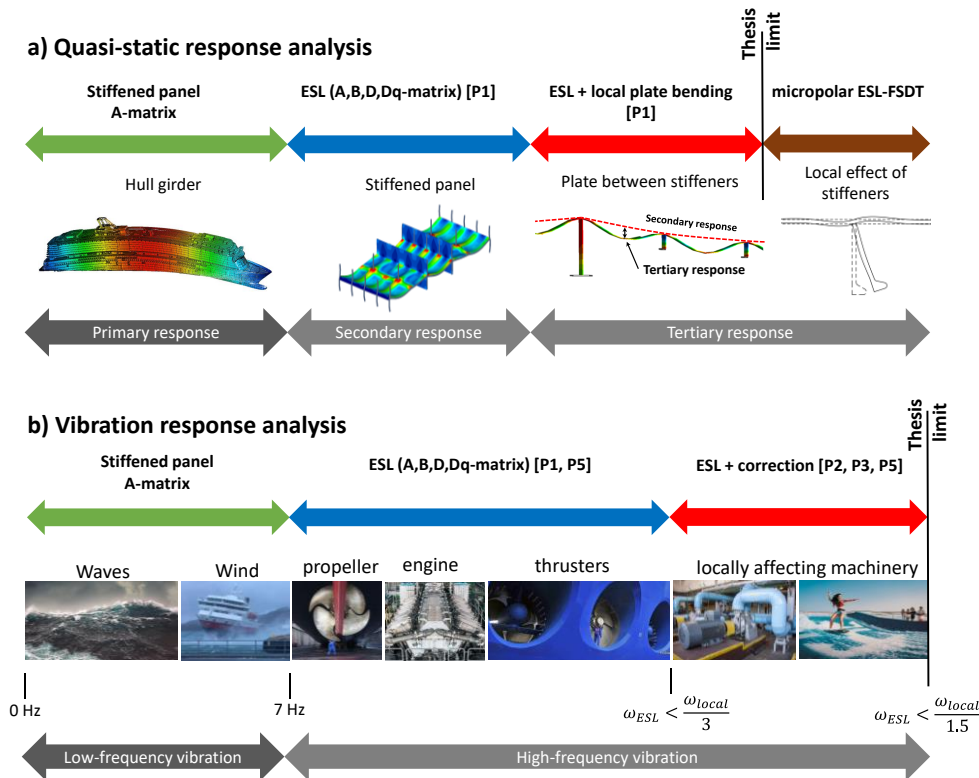 a) Quasi-static response analysis
Thesis
limit
Stiffened panel
A-matrix
ESL (A,B,D,Dq-matrix) [P1]
ESL + local plate bending
[P1]
micropolar ESL-FSDT
Hull girder
Stiffened panel
Plate between stiffeners
Local effect of
stiffeners
Secondary response
Tertiary response
Primary response
Secondary response
Tertiary response
b) Vibration response analysis
Thesis
limit
Stiffened panel
A-matrix
ESL (A,B,D,Dq-matrix) [P1, P5]
ESL + correction [P2, P3, P5]
Waves
Wind
propeller
engine
thrusters
locally affecting machinery
0 Hz
7 Hz
ω_ESL < ω_local/3
ω_ESL < ω_local/1.5
Low-frequency vibration
High-frequency vibration